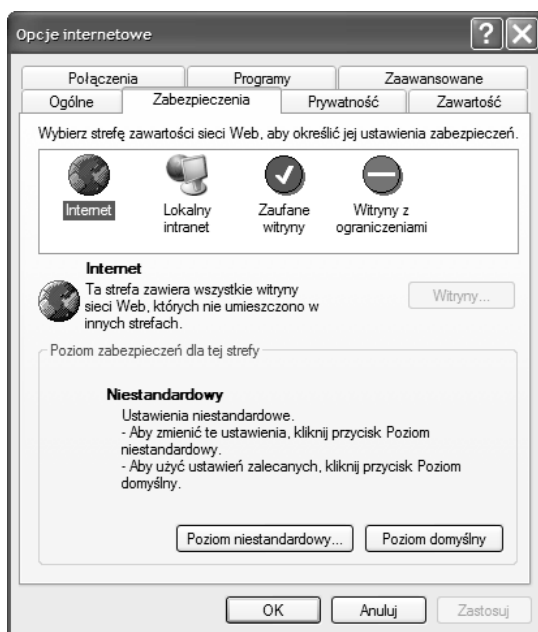 Opcje internetowe
Połączenia Programy Zaawansowane
Ogólne Zabezpieczenia Prywatność Zawartość
Wybierz strefę zawartości sieci Web, aby określić jej ustawienia zabezpieczeń.
Internet Lokalny intranet Zaufane witryny Witryny z ograniczeniami
Internet
Ta strefa zawiera wszystkie witryny
sieci Web, których nie umieszczono w
innych strefach.
Witryny...
Poziom zabezpieczeń dla tej strefy
Niestandardowy
Ustawienia niestandardowe.
- Aby zmienić te ustawienia, kliknij przycisk Poziom
niestandardowy.
- Aby użyć ustawień zalecanych, kliknij przycisk Poziom
domyślny.
Poziom niestandardowy... Poziom domyślny
OK Anuluj Zastosuj